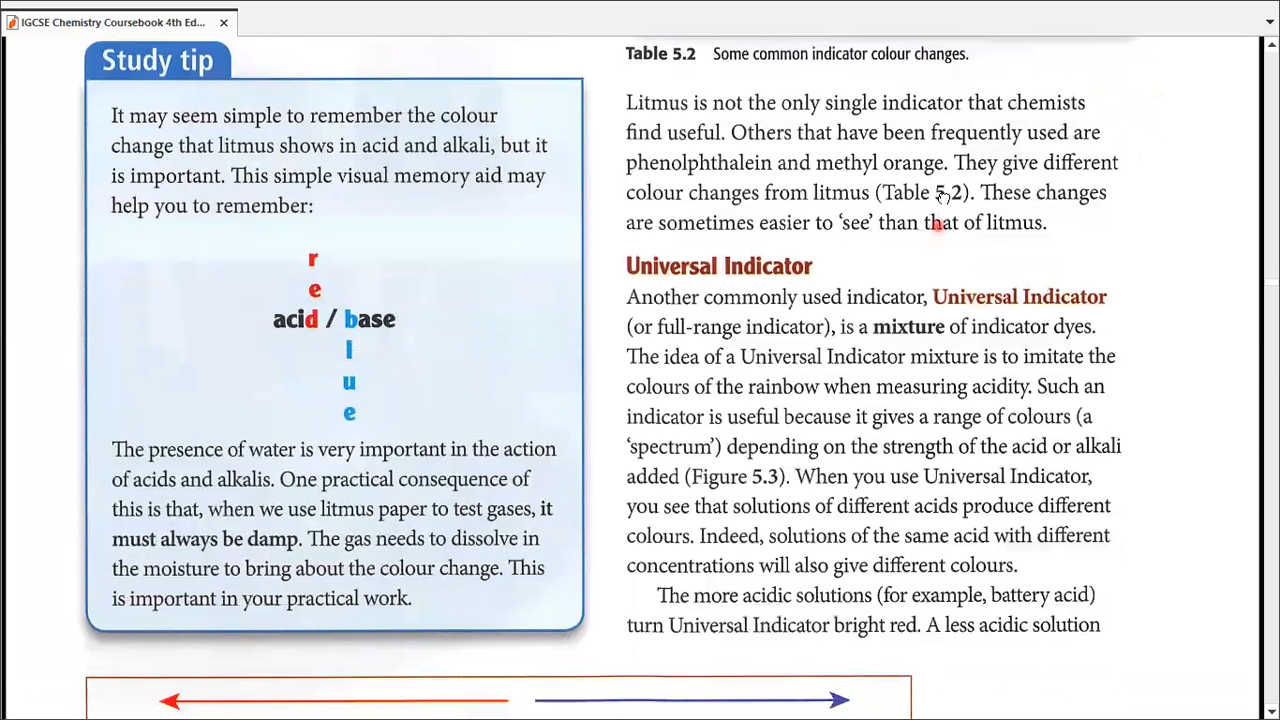 IGCSE Chemistry Coursebook 4th Ed...
Study tip
It may seem simple to remember the colour
change that litmus shows in acid and alkali, but it
is important. This simple visual memory aid may
help you to remember:
r
e
acid / base
l
u
e
The presence of water is very important in the action
of acids and alkalis. One practical consequence of
this is that, when we use litmus paper to test gases, it
must always be damp. The gas needs to dissolve in
the moisture to bring about the colour change. This
is important in your practical work.
Table 5.2 Some common indicator colour changes.
Litmus is not the only single indicator that chemists
find useful. Others that have been frequently used are
phenolphthalein and methyl orange. They give different
colour changes from litmus (Table 5.2). These changes
are sometimes easier to ‘see’ than that of litmus.
Universal Indicator
Another commonly used indicator, Universal Indicator
(or full-range indicator), is a mixture of indicator dyes.
The idea of a Universal Indicator mixture is to imitate the
colours of the rainbow when measuring acidity. Such an
indicator is useful because it gives a range of colours (a
‘spectrum’) depending on the strength of the acid or alkali
added (Figure 5.3). When you use Universal Indicator,
you see that solutions of different acids produce different
colours. Indeed, solutions of the same acid with different
concentrations will also give different colours.
The more acidic solutions (for example, battery acid)
turn Universal Indicator bright red. A less acidic solution